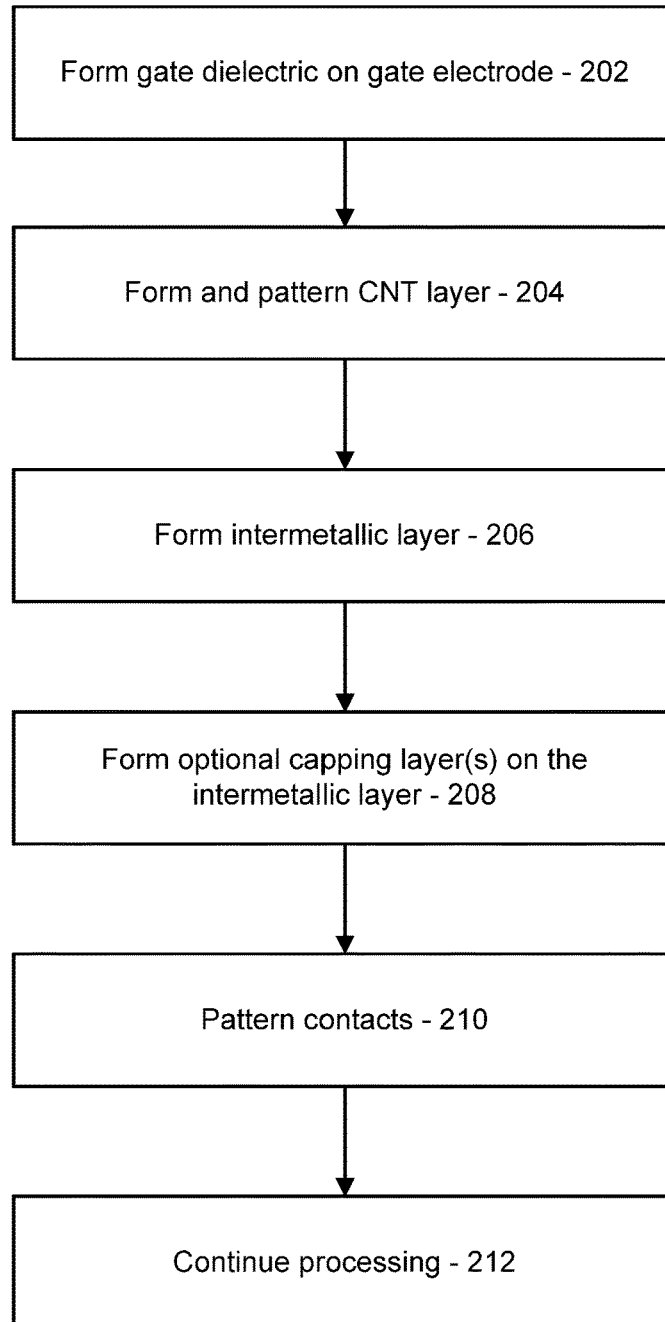 Form gate dielectric on gate electrode - 202
Form and pattern CNT layer - 204
Form intermetallic layer - 206
Form optional capping layer(s) on the
intermetallic layer - 208
Pattern contacts - 210
Continue processing - 212